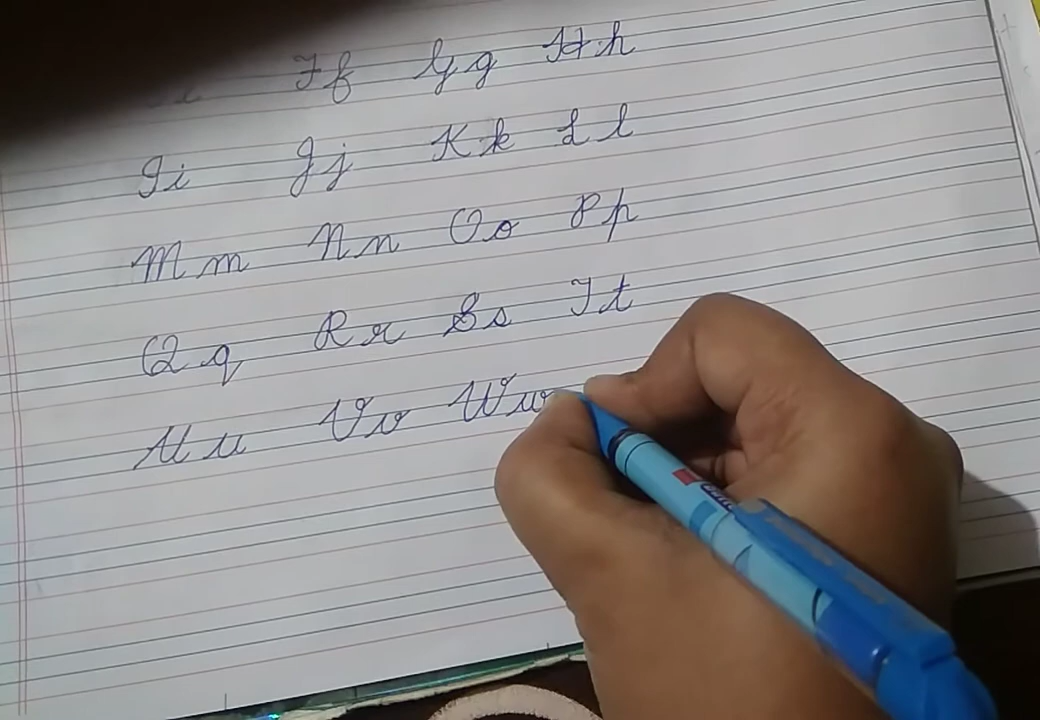 Ff Gg Hh
Ii Jj Kk Ll
Mm Nn Oo Pp
Qq Rr Ss Tt
Uu Vv Ww